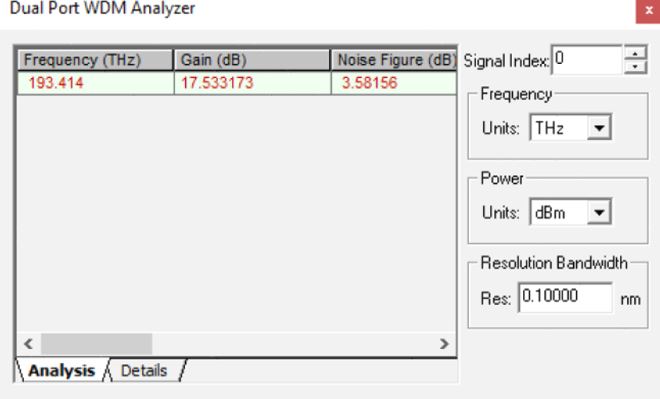 Dual Port WDM Analyzer
x
Frequency (THz) Gain (dB) Noise Figure (dB)
193.414 17.533173 3.58156
Signal Index: 0
Frequency
Units: THz
Power
Units: dBm
Resolution Bandwidth
Res: 0.10000 nm
Analysis Details